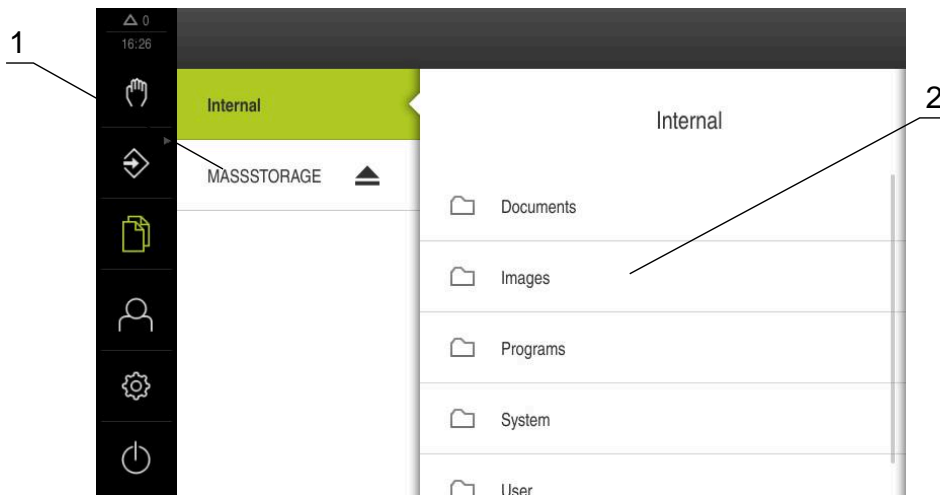 1
0
16:26
Internal
MASSSTORAGE
Internal
2
Documents
Images
Programs
System
User